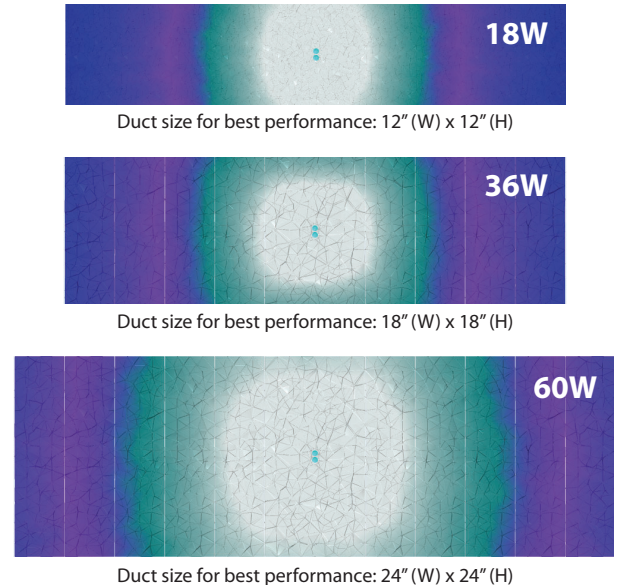 18W
Duct size for best performance: 12” (W) x 12” (H)
36W
Duct size for best performance: 18” (W) x 18” (H)
60W
Duct size for best performance: 24” (W) x 24” (H)